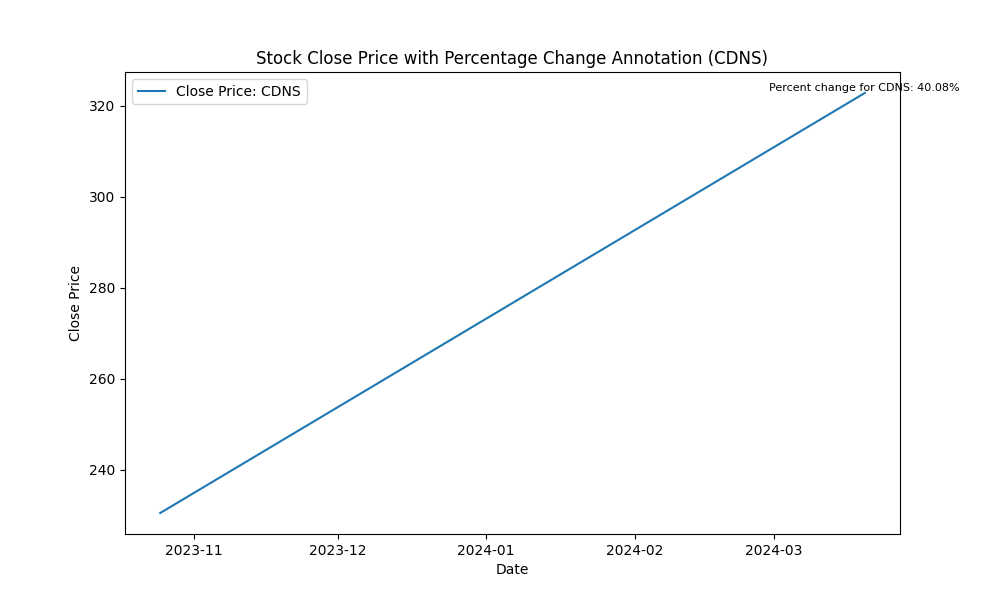 Stock Close Price with Percentage Change Annotation (CDNS)
Close Price: CDNS
Percent change for CDNS: 40.08%
320
300
280
260
240
Close Price
2023-11 2023-12 2024-01 2024-02 2024-03
Date